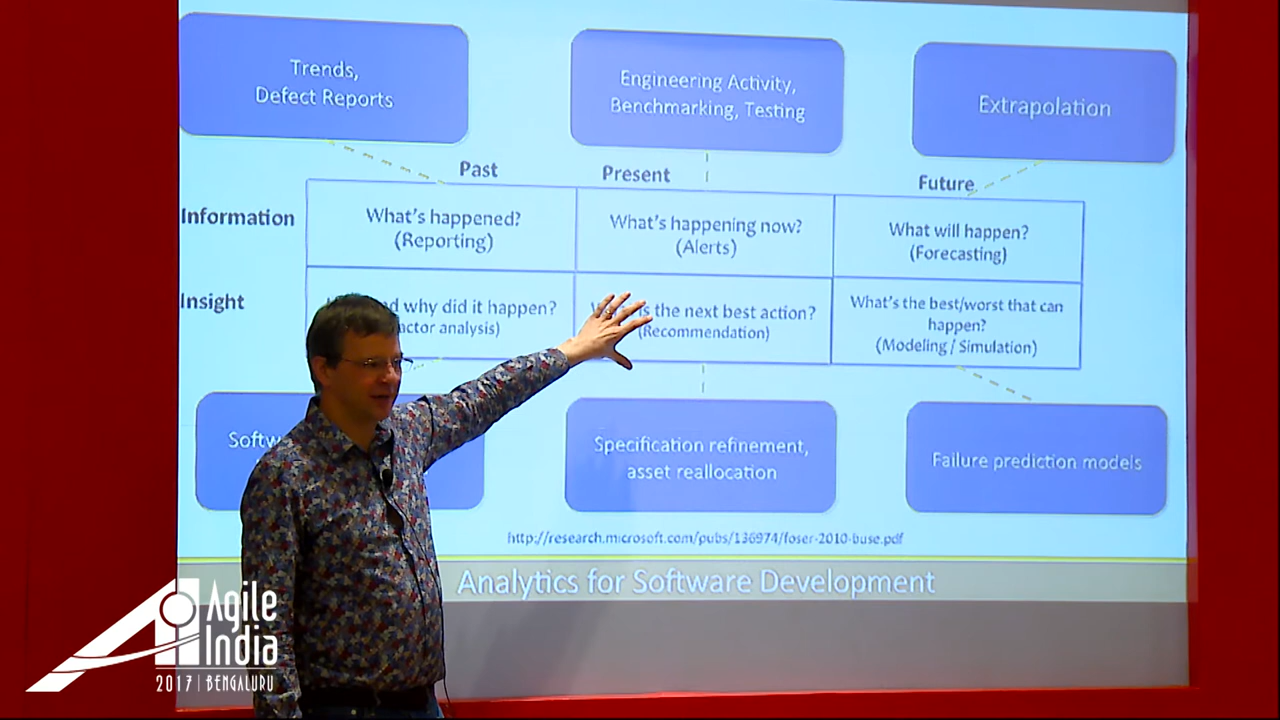 Trends,
Defect Reports
Engineering Activity,
Benchmarking, Testing
Extrapolation
Past
Present
Future
Information
What's happened?
(Reporting)
What's happening now?
(Alerts)
What will happen?
(Forecasting)
Insight
why did it happen?
analysis)
is the next best action?
(Recommendation)
What's the best/worst that can
happen?
(Modeling / Simulation)
Specification refinement,
asset reallocation
Failure prediction models
http://research.microsoft.com/pubs/136974/foser-2010-buse.pdf
Analytics for Software Development
Agile
India
2017 | BENGALURU